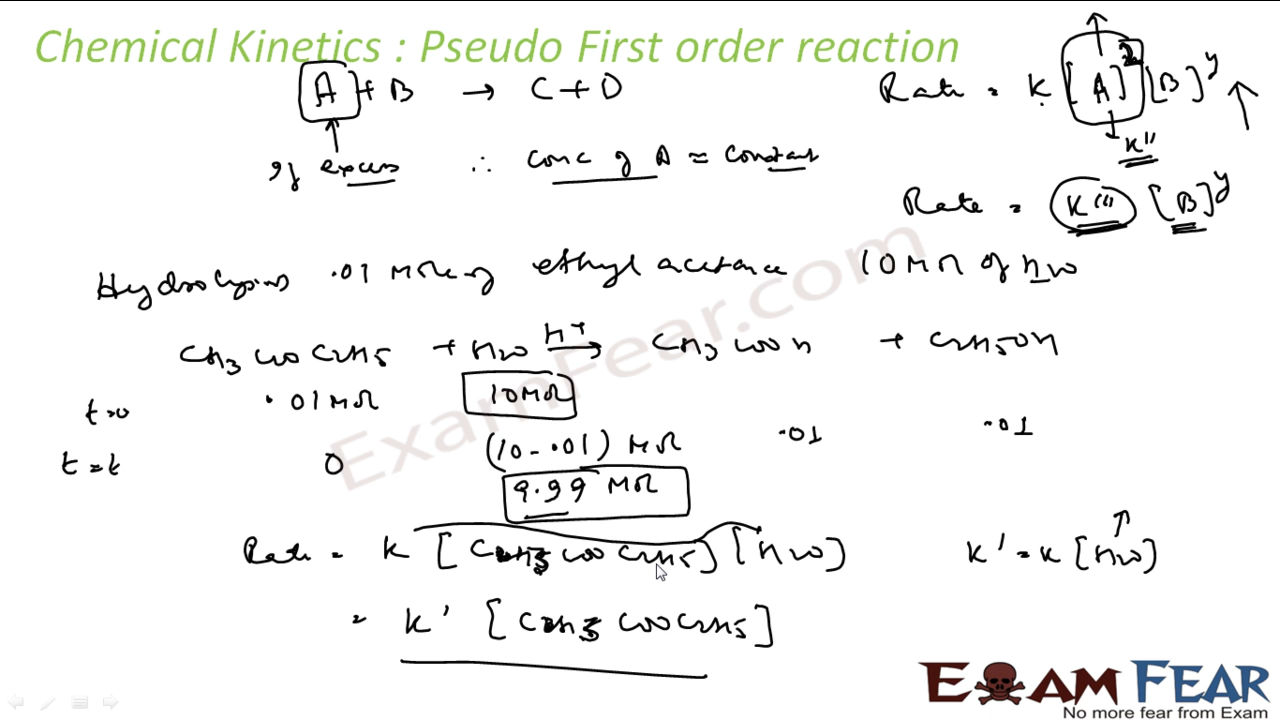 Chemical Kinetics : Pseudo First order reaction
A + B → C + D
Rate = K [A]² [B]^y
K''
If excess ∴ conc of A ≈ constant
Rate = K''' [B]^y
Hydrolysis .01 Mol of ethyl acetate 10 Mol of H2O
CH3COOC2H5 + H2O H+ → CH3COOH + C2H5OH
t=0 .01 Mol 10 Mol
t=t 0 (10-.01) Mol .01 .01
9.99 Mol
Rate = K [CH3COOC2H5] [H2O] K' = K [H2O]
= K' [CH3COOC2H5]
ExamFear.com
EXAM FEAR
No more fear from Exam